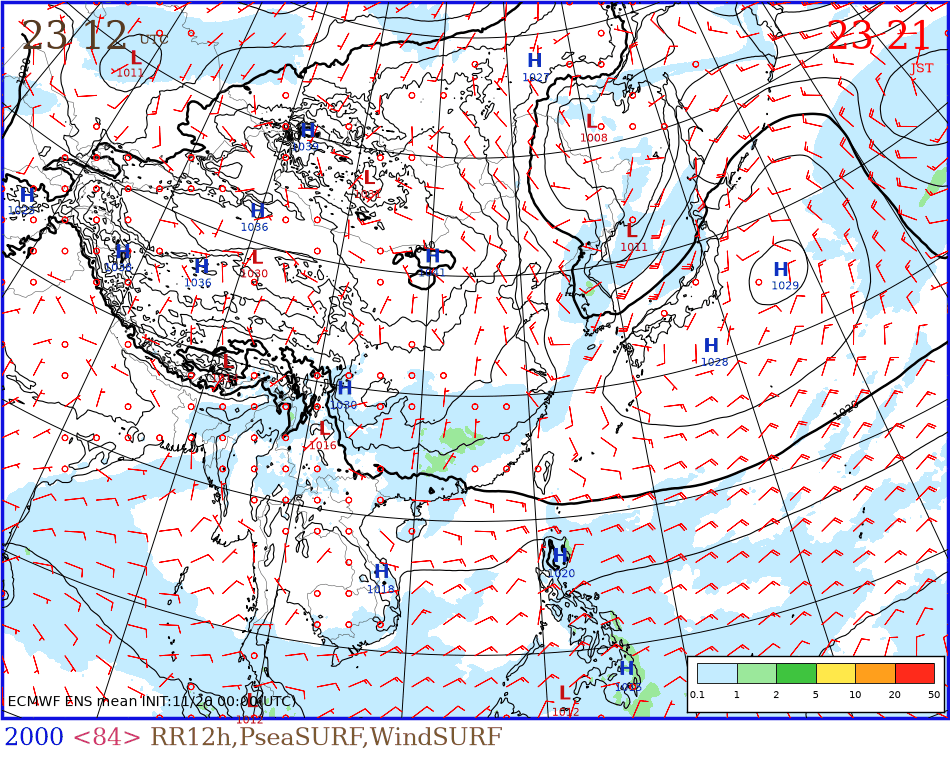 23 12 UTC
23 21
JST
L
1011
H
1027
L
1008
H
1039
L
H
H
1036
L
1011
H
H
1036
L
1030
H
H
1029
H
1028
L
H
1030
1020
L
1016
H
1020
H
1018
H
L
1012
L
1012
0.1 1 2 5 10 20 50
ECMWF ENS mean INIT:11/20 00:00(UTC)
2000 <84> RR12h,PseaSURF,WindSURF